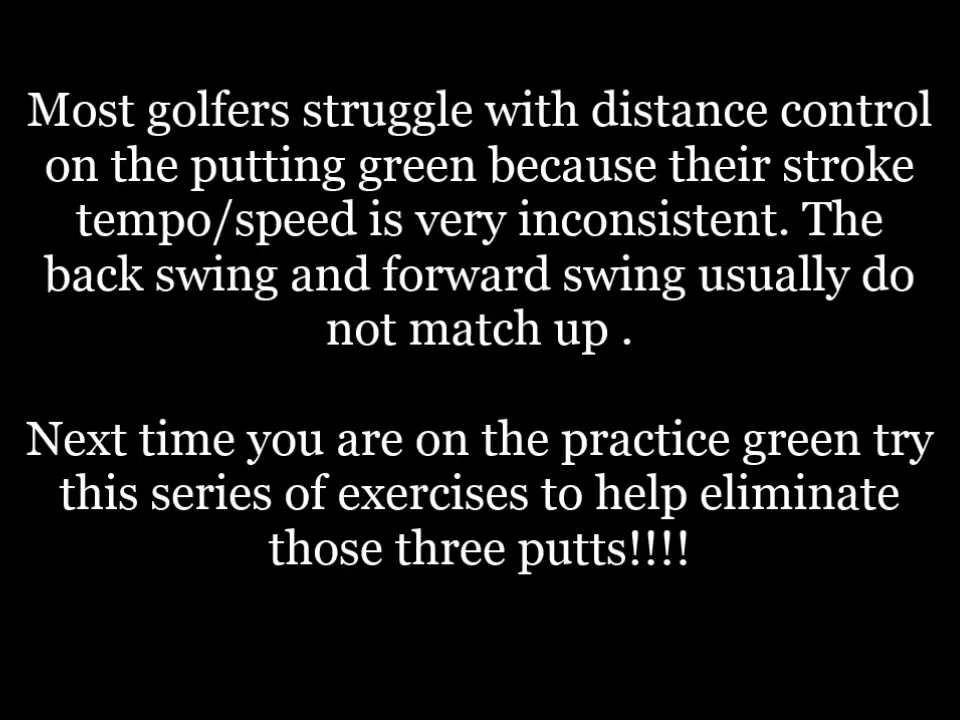 Most golfers struggle with distance control
on the putting green because their stroke
tempo/speed is very inconsistent. The
back swing and forward swing usually do
not match up .
Next time you are on the practice green try
this series of exercises to help eliminate
those three putts!!!!